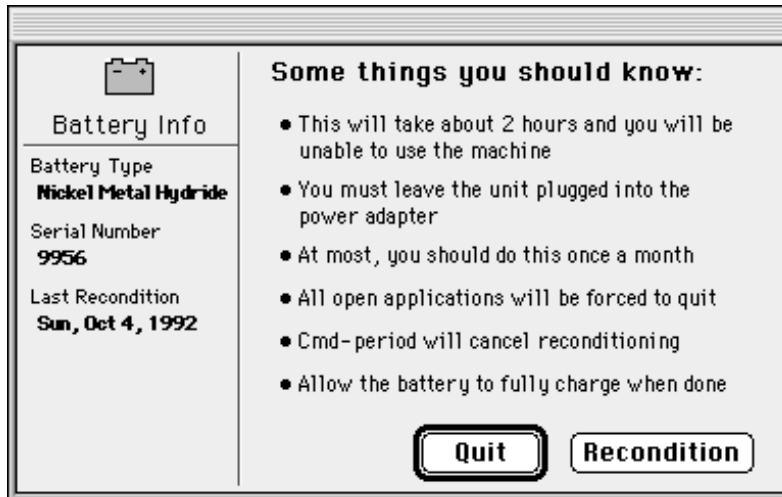 Battery Info
Battery Type
Nickel Metal Hydride
Serial Number
9956
Last Recondition
Sun, Oct 4, 1992
Some things you should know:
• This will take about 2 hours and you will be
unable to use the machine
• You must leave the unit plugged into the
power adapter
• At most, you should do this once a month
• All open applications will be forced to quit
• Cmd-period will cancel reconditioning
• Allow the battery to fully charge when done
Quit
Recondition